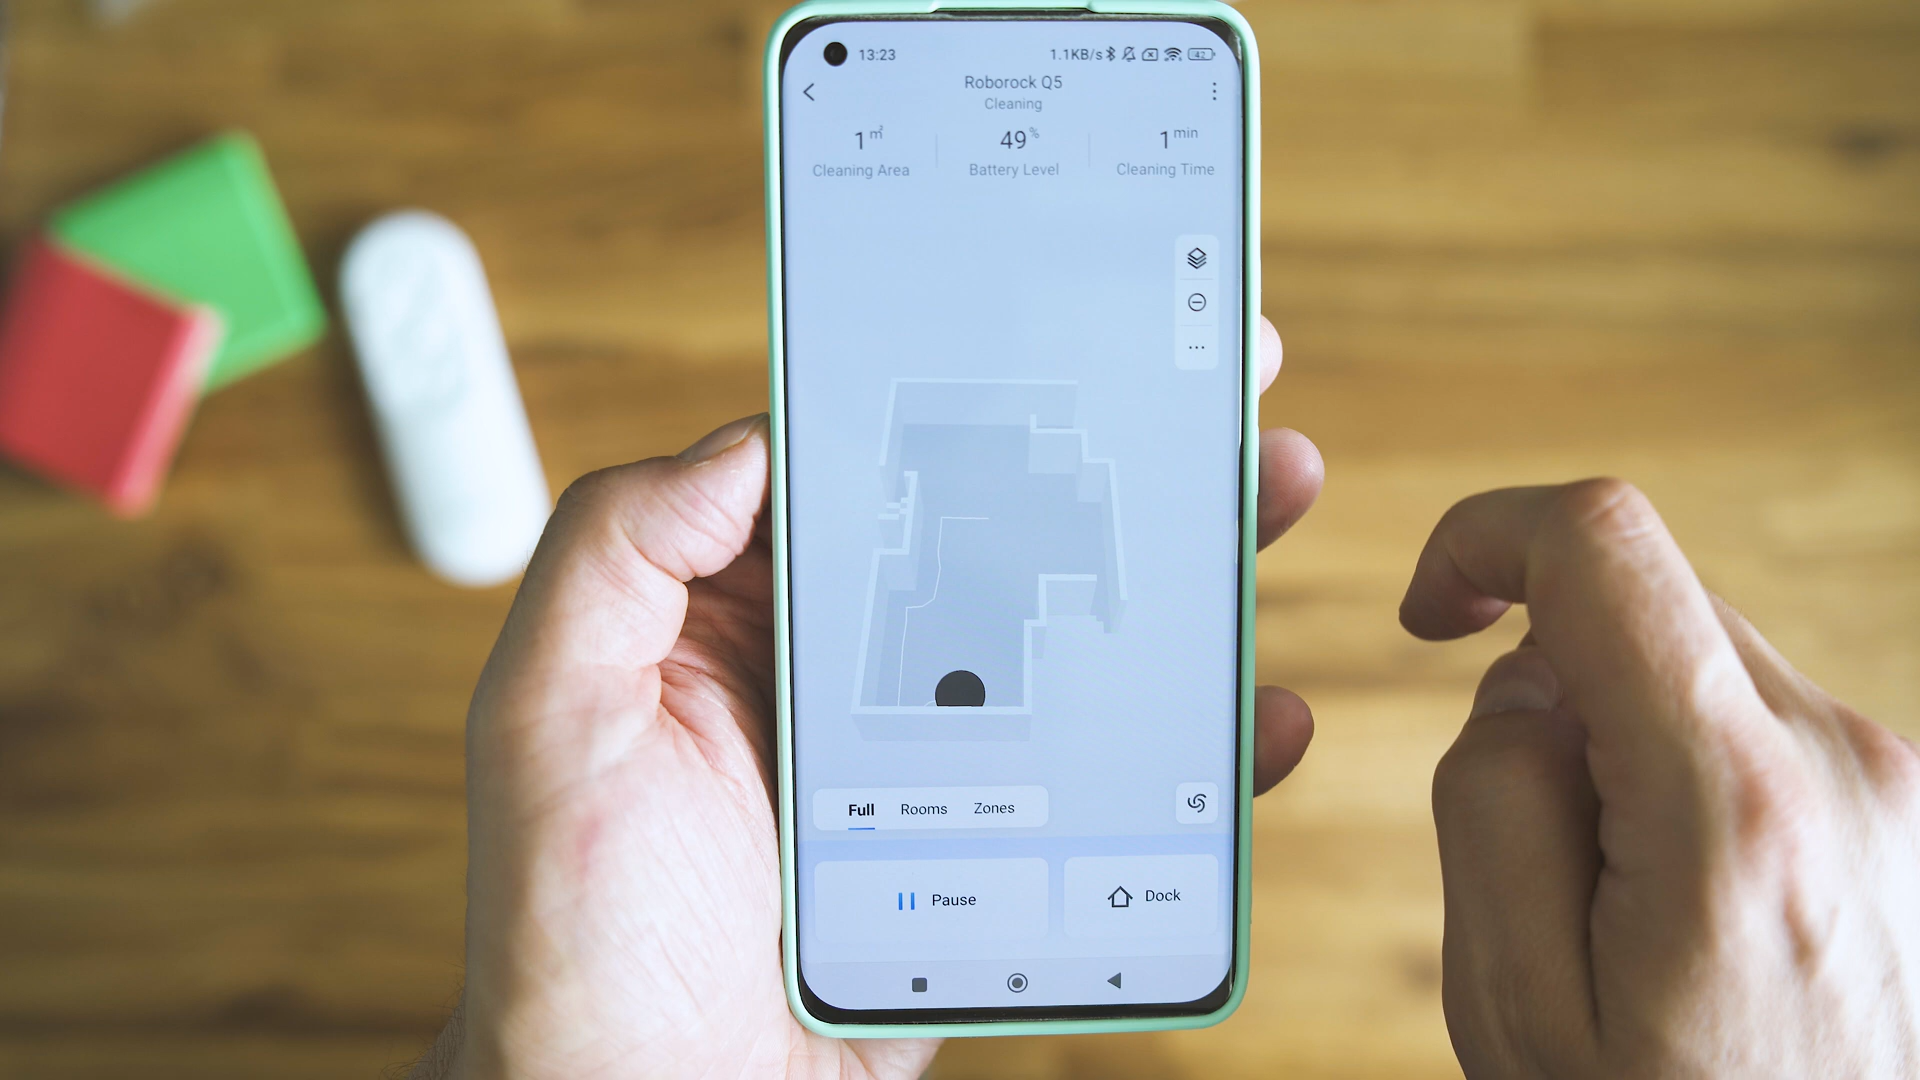 13:23 1.1KB/s 42
Roborock Q5
Cleaning
1 m² 49 % 1 min
Cleaning Area Battery Level Cleaning Time
Full Rooms Zones
Pause Dock